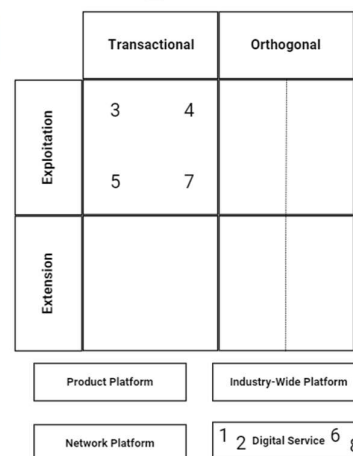 Transactional Orthogonal
Exploitation
3 4
5 7
Extension
Product Platform Industry-Wide Platform
Network Platform 1 2 Digital Service 6 8